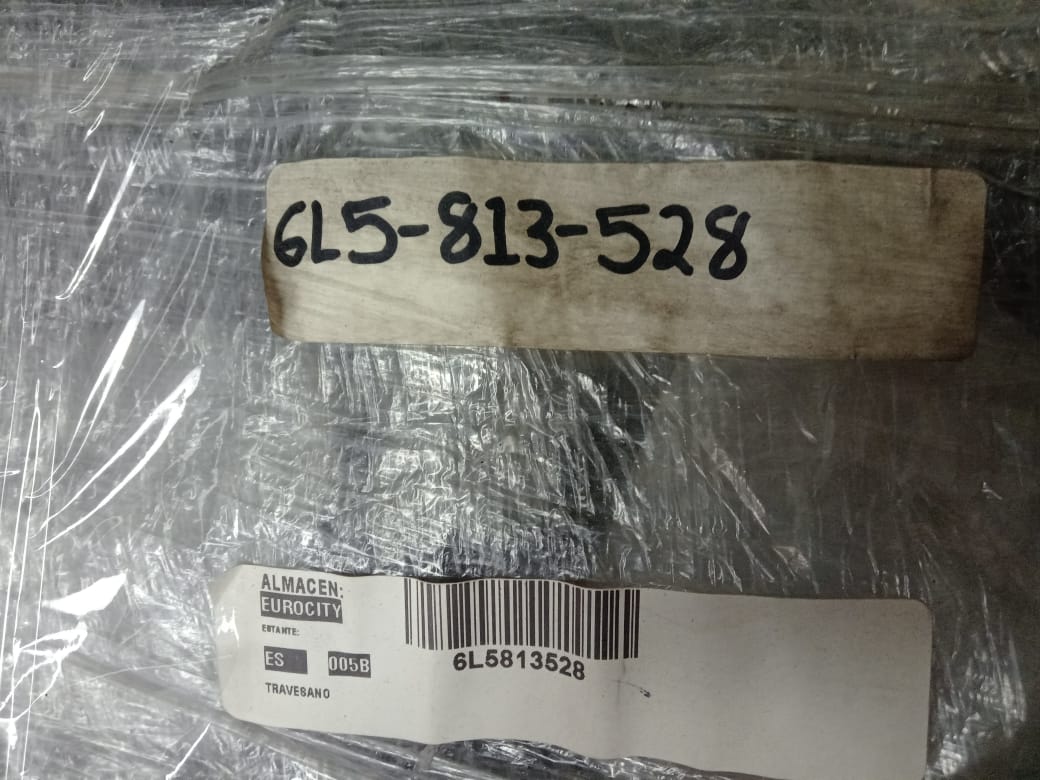 6L5-813-528
ALMACEN:
EUROCITY
ESTANTE:
ES 005B
TRAVESANO
6L5813528